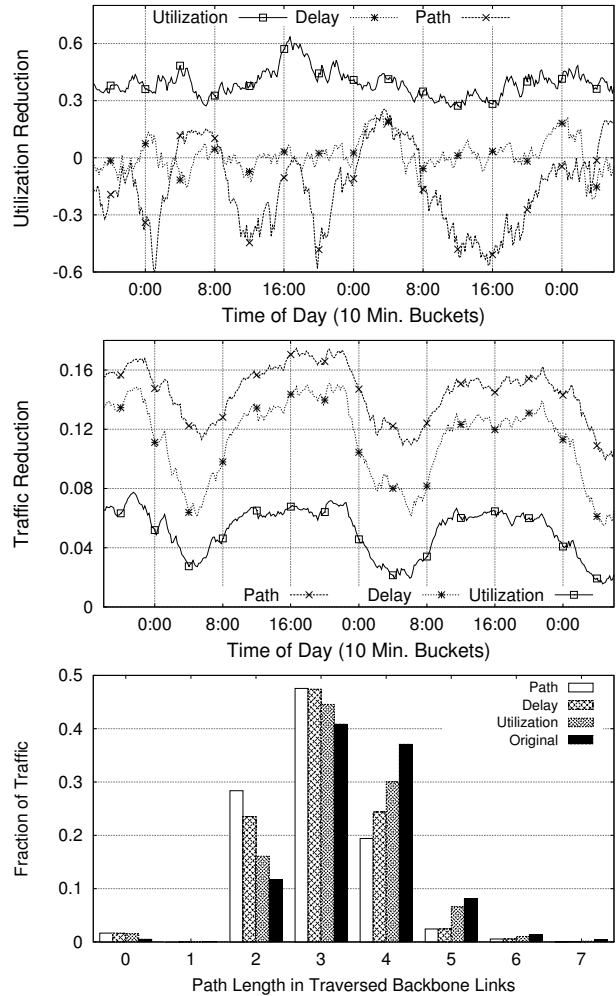 Utilization Delay Path
Utilization Reduction
0.6
0.3
0
-0.3
-0.6
0:00 8:00 16:00 0:00 8:00 16:00 0:00
Time of Day (10 Min. Buckets)
Traffic Reduction
0.16
0.12
0.08
0.04
0
Path Delay Utilization
0:00 8:00 16:00 0:00 8:00 16:00 0:00
Time of Day (10 Min. Buckets)
Fraction of Traffic
0.5
0.4
0.3
0.2
0.1
0
Path
Delay
Utilization
Original
0 1 2 3 4 5 6 7
Path Length in Traversed Backbone Links